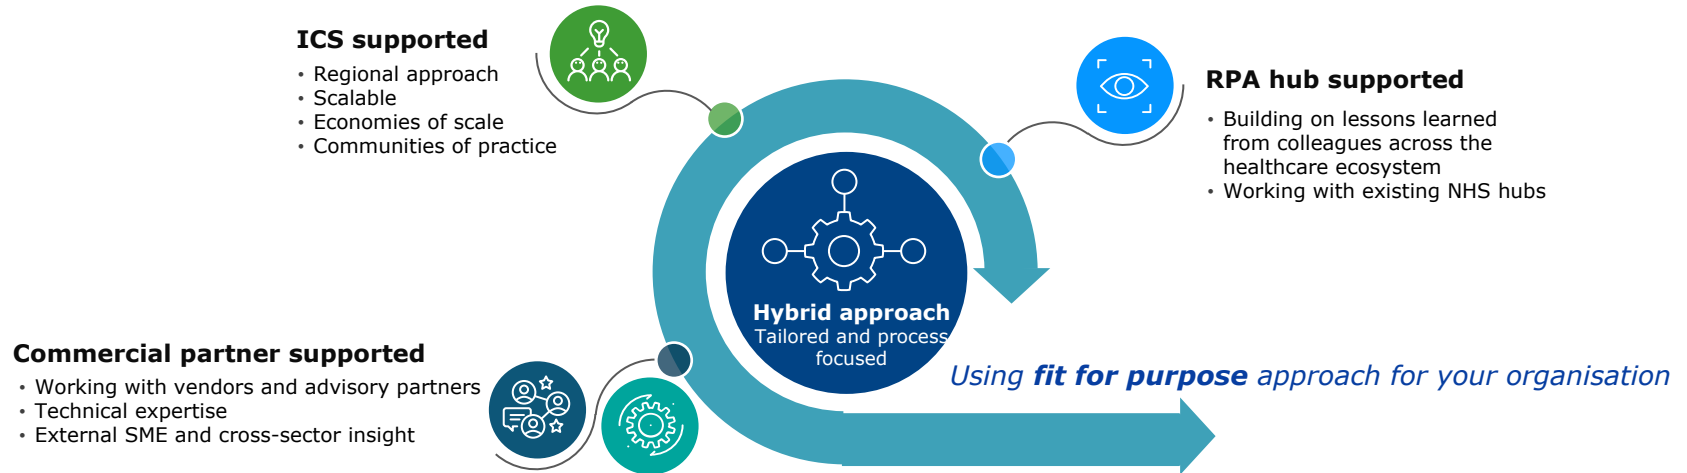 ICS supported
• Regional approach
• Scalable
• Economies of scale
• Communities of practice
RPA hub supported
• Building on lessons learned
from colleagues across the
healthcare ecosystem
• Working with existing NHS hubs
Hybrid approach
Tailored and process
focused
Commercial partner supported
• Working with vendors and advisory partners
• Technical expertise
• External SME and cross-sector insight
Using fit for purpose approach for your organisation